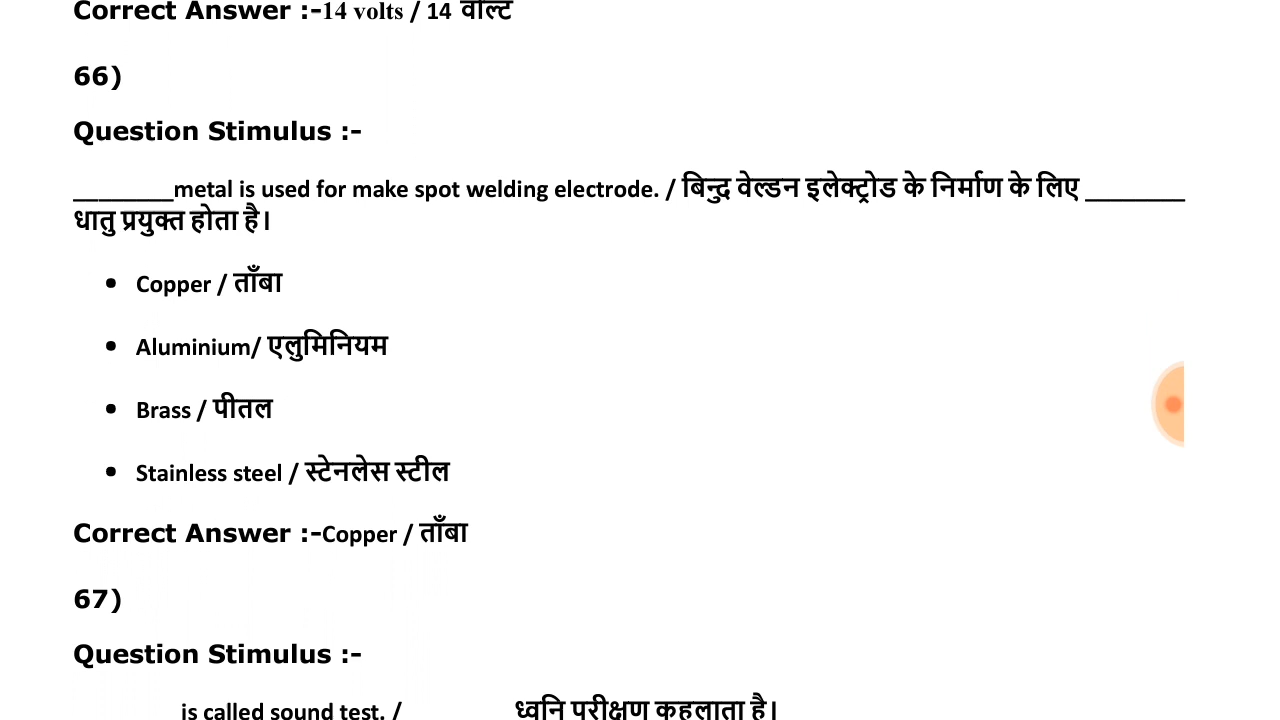 Correct Answer :-14 volts / 14 वोल्ट
66)
Question Stimulus :-
________metal is used for make spot welding electrode. / बिन्दु वेल्डन इलेक्ट्रोड के निर्माण के लिए ________
धातु प्रयुक्त होता है।
• Copper / ताँबा
• Aluminium/ एलुमिनियम
• Brass / पीतल
• Stainless steel / स्टेनलेस स्टील
Correct Answer :-Copper / ताँबा
67)
Question Stimulus :-
is called sound test. / ध्वनि परीक्षण कहलाता है।